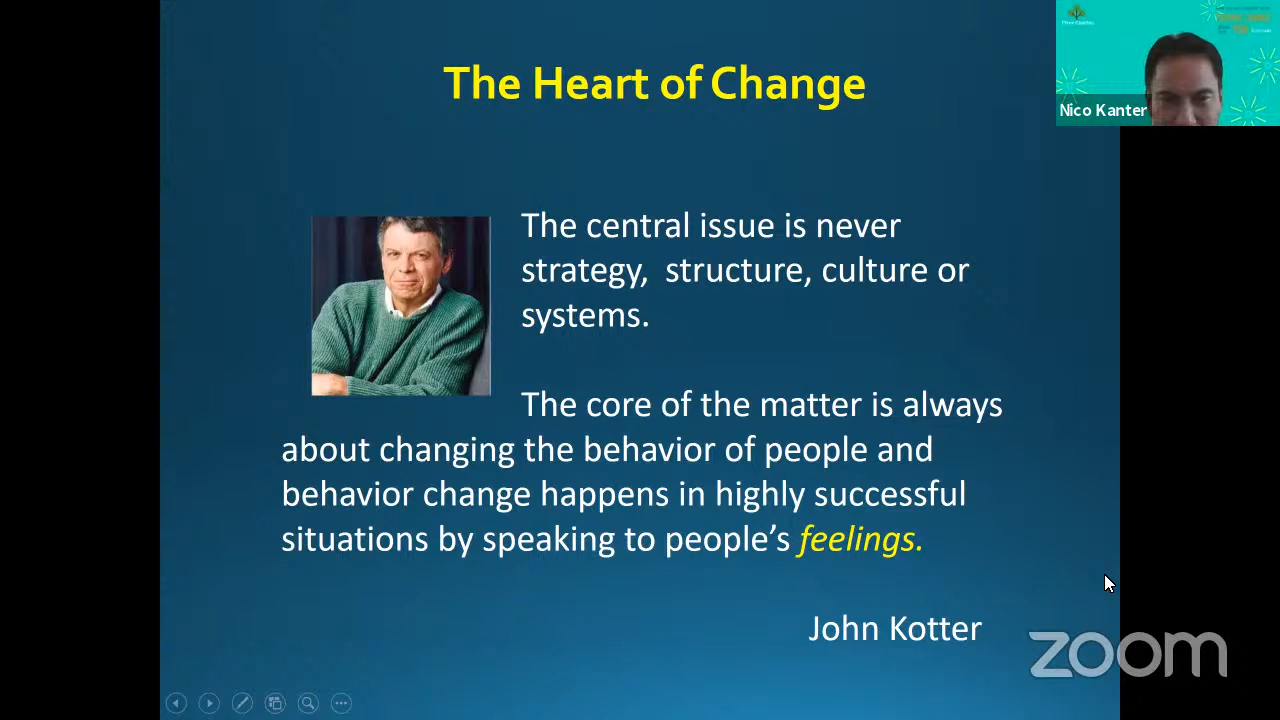 The Heart of Change
Nico Kanter
The central issue is never
strategy,  structure, culture or
systems.
The core of the matter is always
about changing the behavior of people and
behavior change happens in highly successful
situations by speaking to people’s feelings.
John Kotter
zoom